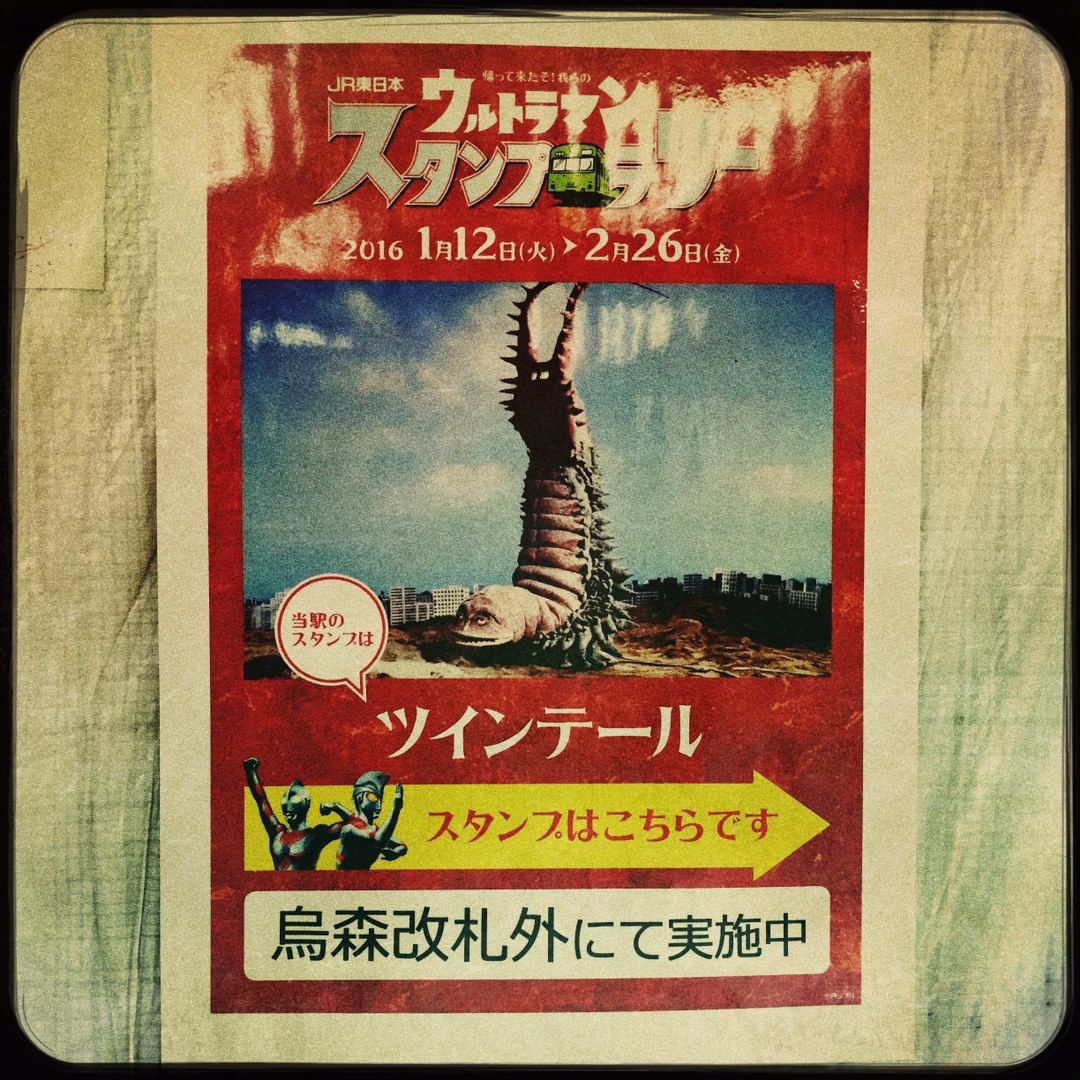 JR東日本
帰って来たぞ!我らの
ウルトラマン
スタンプラリー
2016 1月12日(火) 2月26日(金)
当駅の
スタンプは
ツインテール
スタンプはこちらです
烏森改札外にて実施中